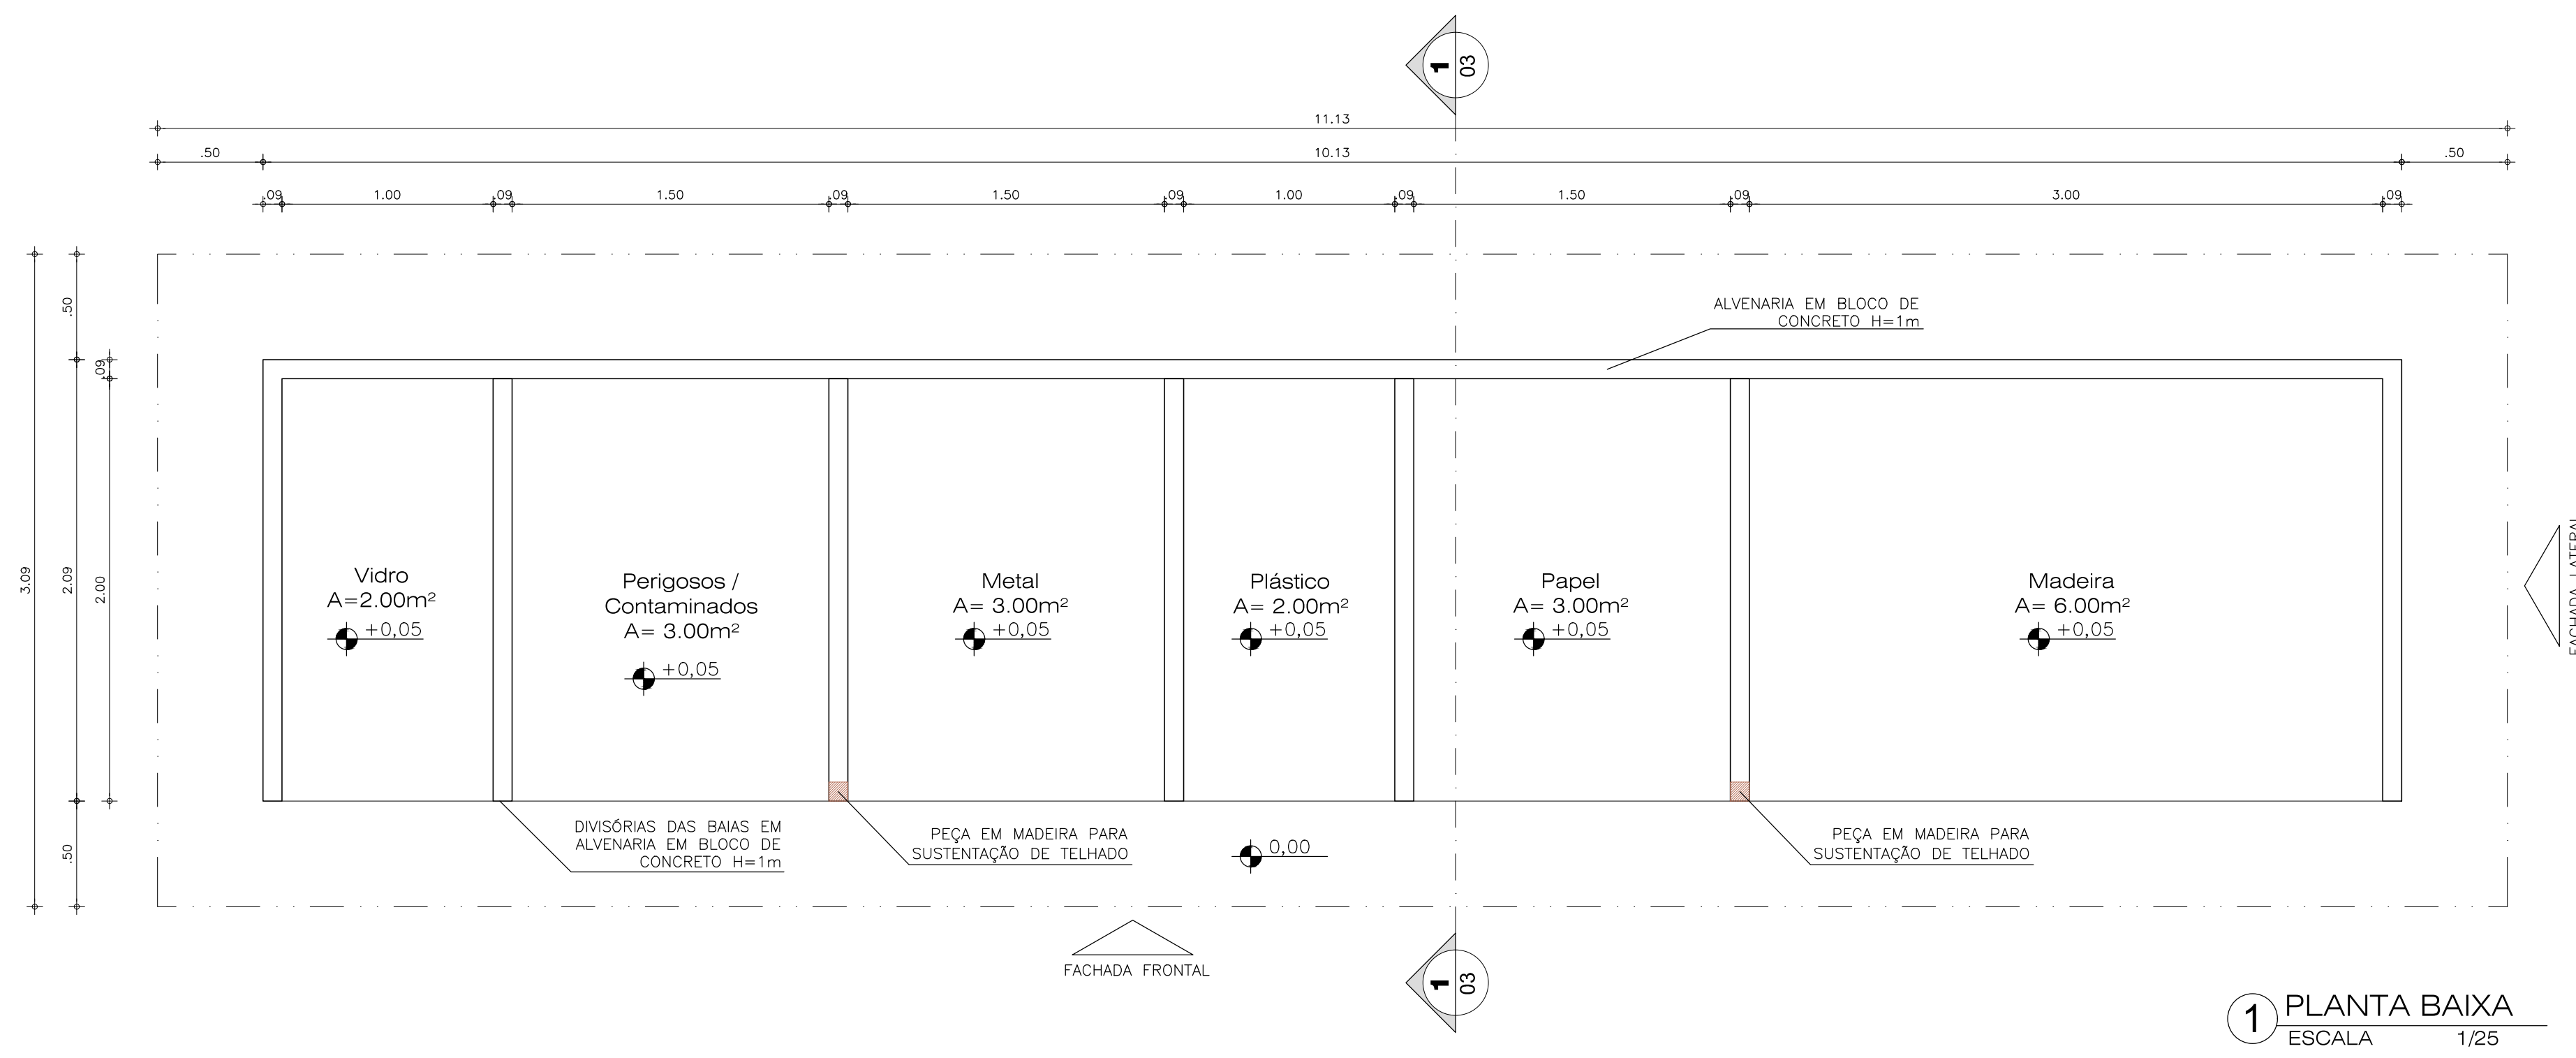 1
03
11.13
.50
10.13
.50
.09
1.00
.09
1.50
.09
1.50
.09
1.00
.09
1.50
.09
3.00
.09
3.09
.50
2.09
.50
.09
2.00
ALVENARIA EM BLOCO DE
CONCRETO H=1m
Vidro
A=2.00m²
+0,05
Perigosos /
Contaminados
A= 3.00m²
+0,05
Metal
A= 3.00m²
+0,05
Plástico
A= 2.00m²
+0,05
Papel
A= 3.00m²
+0,05
Madeira
A= 6.00m²
+0,05
FACHADA LATERAL
DIVISÓRIAS DAS BAIAS EM
ALVENARIA EM BLOCO DE
CONCRETO H=1m
PEÇA EM MADEIRA PARA
SUSTENTAÇÃO DE TELHADO
0,00
PEÇA EM MADEIRA PARA
SUSTENTAÇÃO DE TELHADO
FACHADA FRONTAL
1
03
1 PLANTA BAIXA
ESCALA 1/25